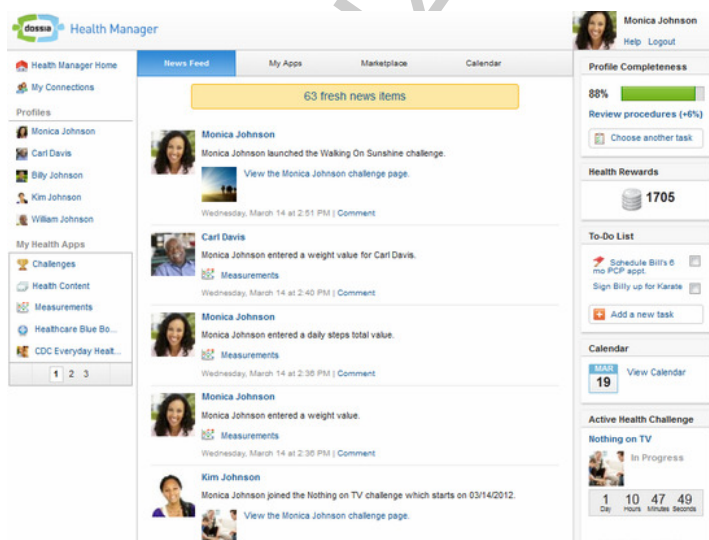 dossia Health Manager
Monica Johnson
Help Logout
Health Manager Home
My Connections
Profiles
Monica Johnson
Carl Davis
Billy Johnson
Kim Johnson
William Johnson
My Health Apps
Challenges
Health Content
Measurements
Healthcare Blue Bo...
CDC Everyday Healt...
1 2 3
News Feed My Apps Marketplace Calendar
63 fresh news items
Monica Johnson
Monica Johnson launched the Walking On Sunshine challenge.
View the Monica Johnson challenge page.
Wednesday, March 14 at 2:51 PM | Comment
Carl Davis
Monica Johnson entered a weight value for Carl Davis.
Measurements
Wednesday, March 14 at 2:40 PM | Comment
Monica Johnson
Monica Johnson entered a daily steps total value.
Measurements
Wednesday, March 14 at 2:36 PM | Comment
Monica Johnson
Monica Johnson entered a weight value.
Measurements
Wednesday, March 14 at 2:36 PM | Comment
Kim Johnson
Monica Johnson joined the Nothing on TV challenge which starts on 03/14/2012.
View the Monica Johnson challenge page.
Profile Completeness
88%
Review procedures (+6%)
Choose another task
Health Rewards
1705
To-Do List
Schedule Bill's 6
mo PCP appt.
Sign Billy up for Karate
Add a new task
Calendar
MAR
19
View Calendar
Active Health Challenge
Nothing on TV
In Progress
1 10 47 49
Day Hours Minutes Seconds